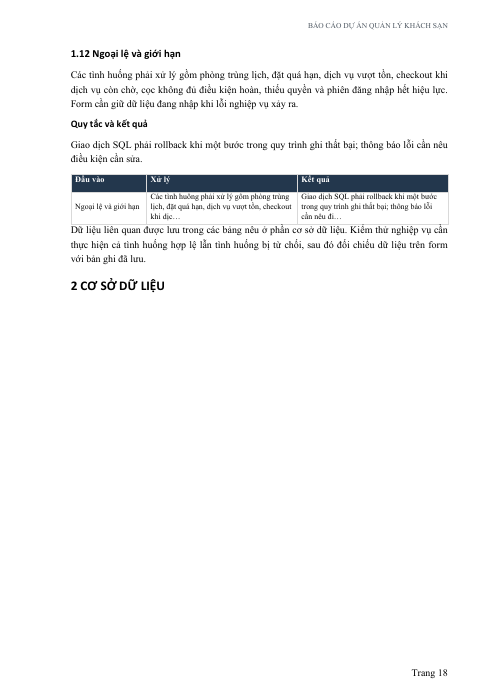 BÁO CÁO DỰ ÁN QUẢN LÝ KHÁCH SẠN
1.12 Ngoại lệ và giới hạn
Các tình huống phải xử lý gồm phòng trùng lịch, đặt quá hạn, dịch vụ vượt tồn, checkout khi
dịch vụ còn chờ, cọc không đủ điều kiện hoàn, thiếu quyền và phiên đăng nhập hết hiệu lực.
Form cần giữ dữ liệu đang nhập khi lỗi nghiệp vụ xảy ra.
Quy tắc và kết quả
Giao dịch SQL phải rollback khi một bước trong quy trình ghi thất bại; thông báo lỗi cần nêu
điều kiện cần sửa.
Đầu vào
Xử lý
Kết quả
Ngoại lệ và giới hạn
Các tình huống phải xử lý gồm phòng trùng
lịch, đặt quá hạn, dịch vụ vượt tồn, checkout
khi dịc…
Giao dịch SQL phải rollback khi một bước
trong quy trình ghi thất bại; thông báo lỗi
cần nêu đi…
Dữ liệu liên quan được lưu trong các bảng nêu ở phần cơ sở dữ liệu. Kiểm thử nghiệp vụ cần
thực hiện cả tình huống hợp lệ lẫn tình huống bị từ chối, sau đó đối chiếu dữ liệu trên form
với bản ghi đã lưu.
2 CƠ SỞ DỮ LIỆU
Trang 18